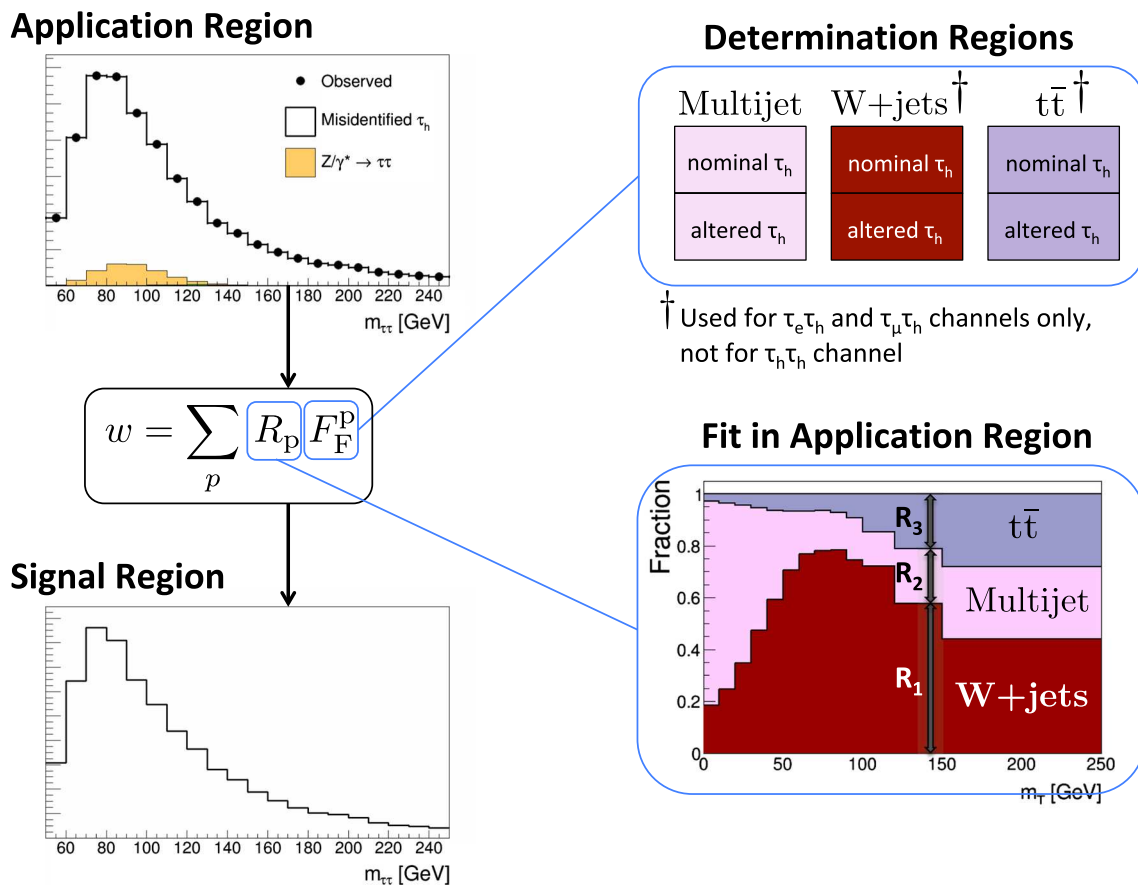 Application Region
Observed
Misidentified τh
Z/γ* → ττ
60 80 100 120 140 160 180 200 220 240
mττ [GeV]
w = ∑p Rp FFp
Signal Region
60 80 100 120 140 160 180 200 220 240
mττ [GeV]
Determination Regions
Multijet W+jets† tt̄†
nominal τh nominal τh nominal τh
altered τh altered τh altered τh
† Used for τeτh and τμτh channels only,
not for τhτh channel
Fit in Application Region
Fraction
1
0.8
0.6
0.4
0.2
0
R3
tt̄
R2
Multijet
R1
W+jets
0 50 100 150 200 250
mT [GeV]